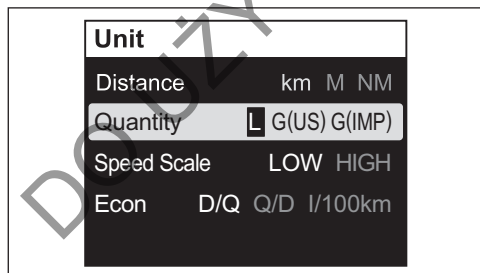 Unit
Distance km M NM
Quantity L G(US) G(IMP)
Speed Scale LOW HIGH
Econ D/Q Q/D l/100km
DO UŻY